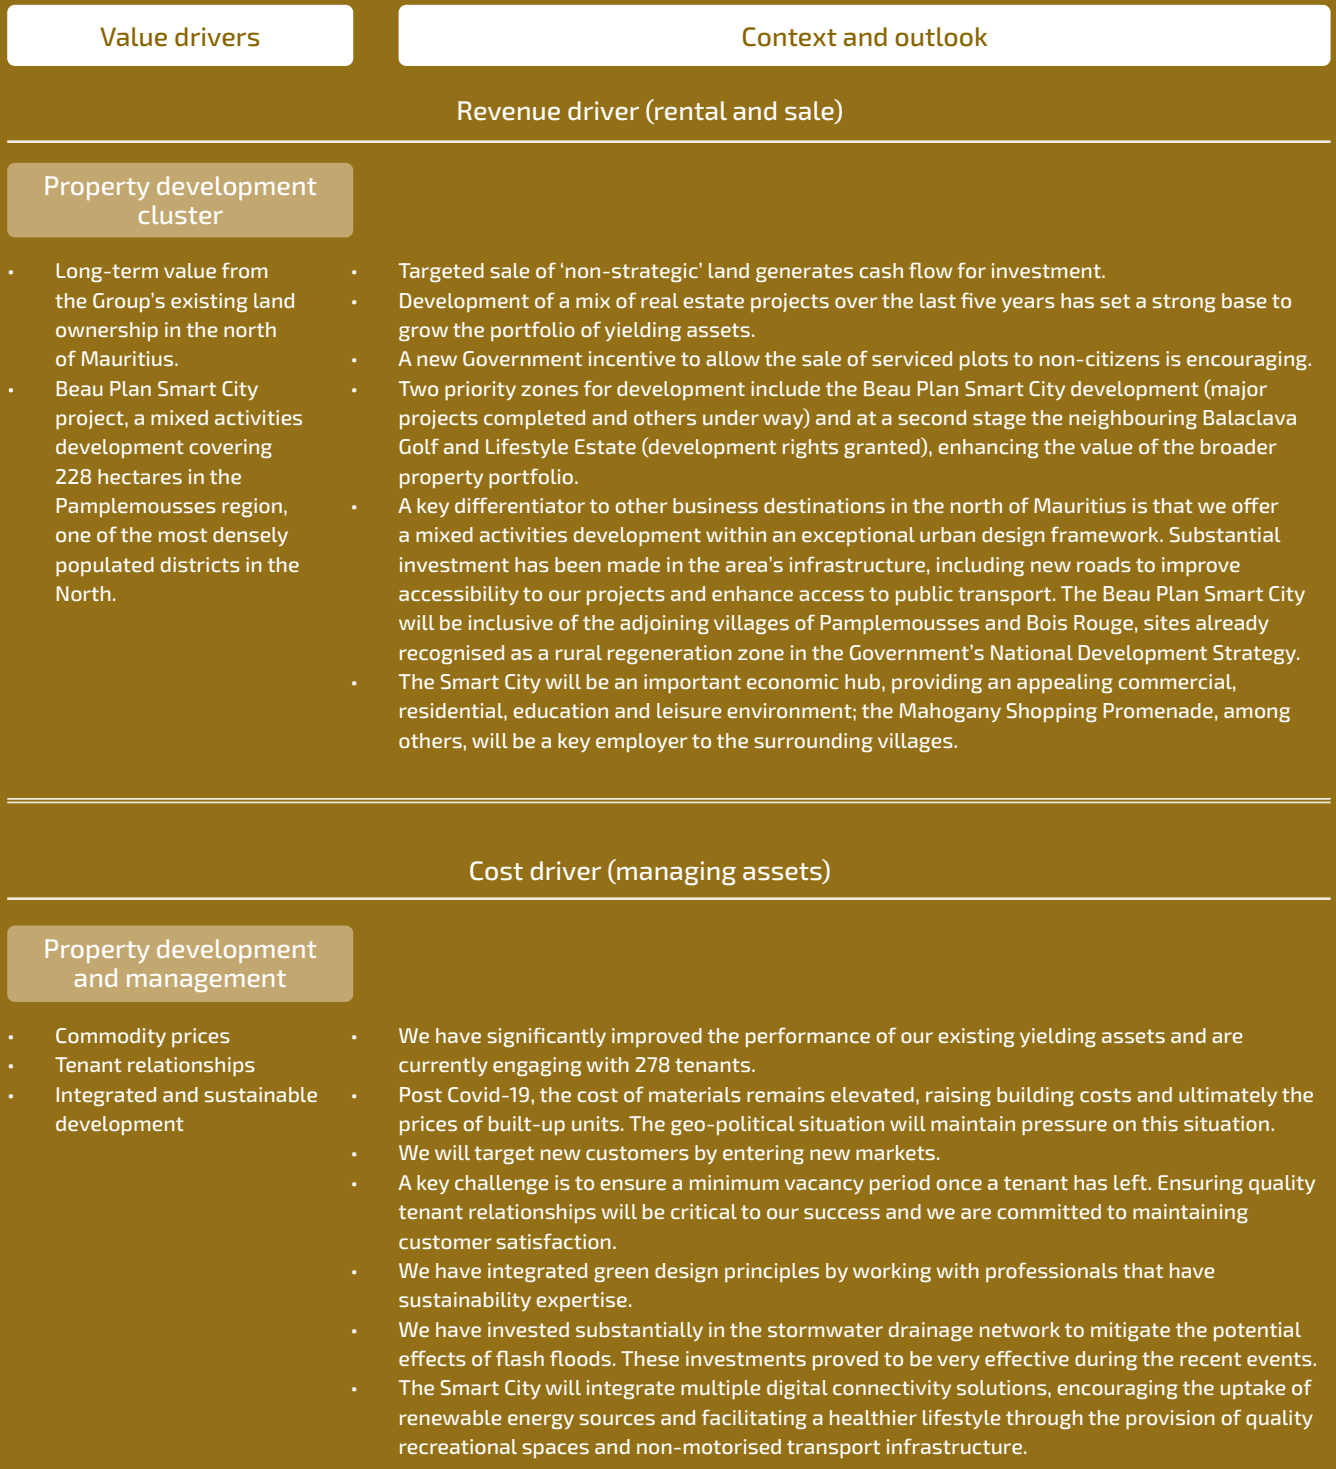 Value drivers
Context and outlook
Revenue driver (rental and sale)
Property development
cluster
• Long-term value from
the Group's existing land
ownership in the north
of Mauritius.
• Beau Plan Smart City
project, a mixed activities
development covering
228 hectares in the
Pamplemousses region,
one of the most densely
populated districts in the
North.
• Targeted sale of ‘non-strategic’ land generates cash flow for investment.
• Development of a mix of real estate projects over the last five years has set a strong base to
grow the portfolio of yielding assets.
• A new Government incentive to allow the sale of serviced plots to non-citizens is encouraging.
• Two priority zones for development include the Beau Plan Smart City development (major
projects completed and others under way) and at a second stage the neighbouring Balaclava
Golf and Lifestyle Estate (development rights granted), enhancing the value of the broader
property portfolio.
• A key differentiator to other business destinations in the north of Mauritius is that we offer
a mixed activities development within an exceptional urban design framework. Substantial
investment has been made in the area's infrastructure, including new roads to improve
accessibility to our projects and enhance access to public transport. The Beau Plan Smart City
will be inclusive of the adjoining villages of Pamplemousses and Bois Rouge, sites already
recognised as a rural regeneration zone in the Government's National Development Strategy.
• The Smart City will be an important economic hub, providing an appealing commercial,
residential, education and leisure environment; the Mahogany Shopping Promenade, among
others, will be a key employer to the surrounding villages.
Cost driver (managing assets)
Property development
and management
• Commodity prices
• Tenant relationships
• Integrated and sustainable
development
• We have significantly improved the performance of our existing yielding assets and are
currently engaging with 278 tenants.
• Post Covid-19, the cost of materials remains elevated, raising building costs and ultimately the
prices of built-up units. The geo-political situation will maintain pressure on this situation.
• We will target new customers by entering new markets.
• A key challenge is to ensure a minimum vacancy period once a tenant has left. Ensuring quality
tenant relationships will be critical to our success and we are committed to maintaining
customer satisfaction.
• We have integrated green design principles by working with professionals that have
sustainability expertise.
• We have invested substantially in the stormwater drainage network to mitigate the potential
effects of flash floods. These investments proved to be very effective during the recent events.
• The Smart City will integrate multiple digital connectivity solutions, encouraging the uptake of
renewable energy sources and facilitating a healthier lifestyle through the provision of quality
recreational spaces and non-motorised transport infrastructure.